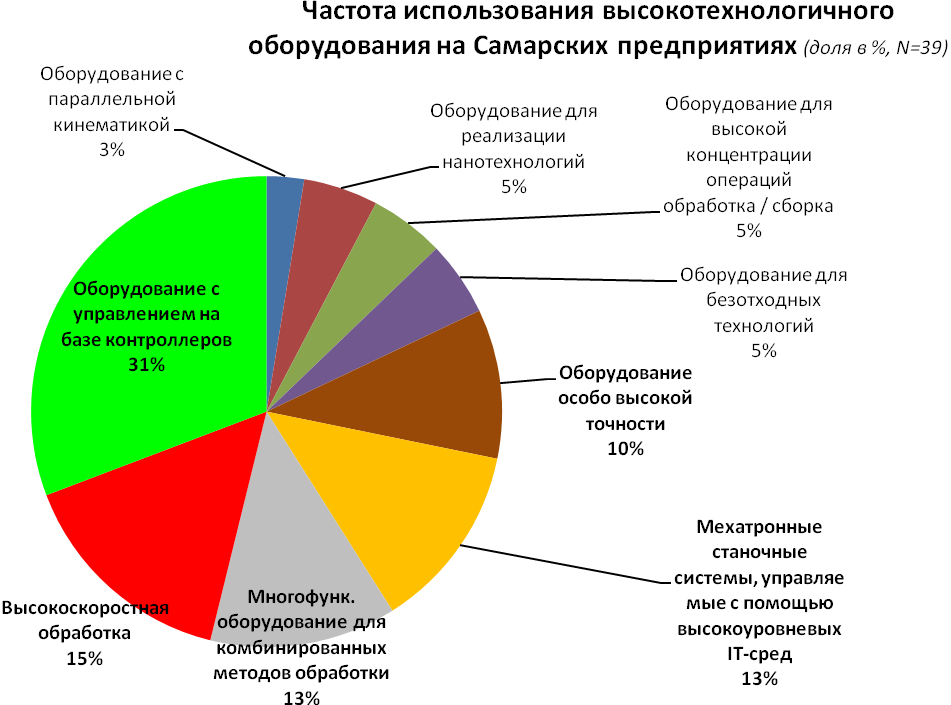 Частота использования высокотехнологичного
оборудования на Самарских предприятиях (доля в %, N=39)
Оборудование с
параллельной
кинематикой
3%
Оборудование для
реализации
нанотехнологий
5%
Оборудование для
высокой
концентрации
операций
обработка / сборка
5%
Оборудование для
безотходных
технологий
5%
Оборудование
особо высокой
точности
10%
Мехатронные
станочные
системы, управляе
мые с помощью
высокоуровневых
IT-сред
13%
Многофунк.
оборудование для
комбинированных
методов обработки
13%
Высокоскоростная
обработка
15%
Оборудование с
управлением на
базе контроллеров
31%